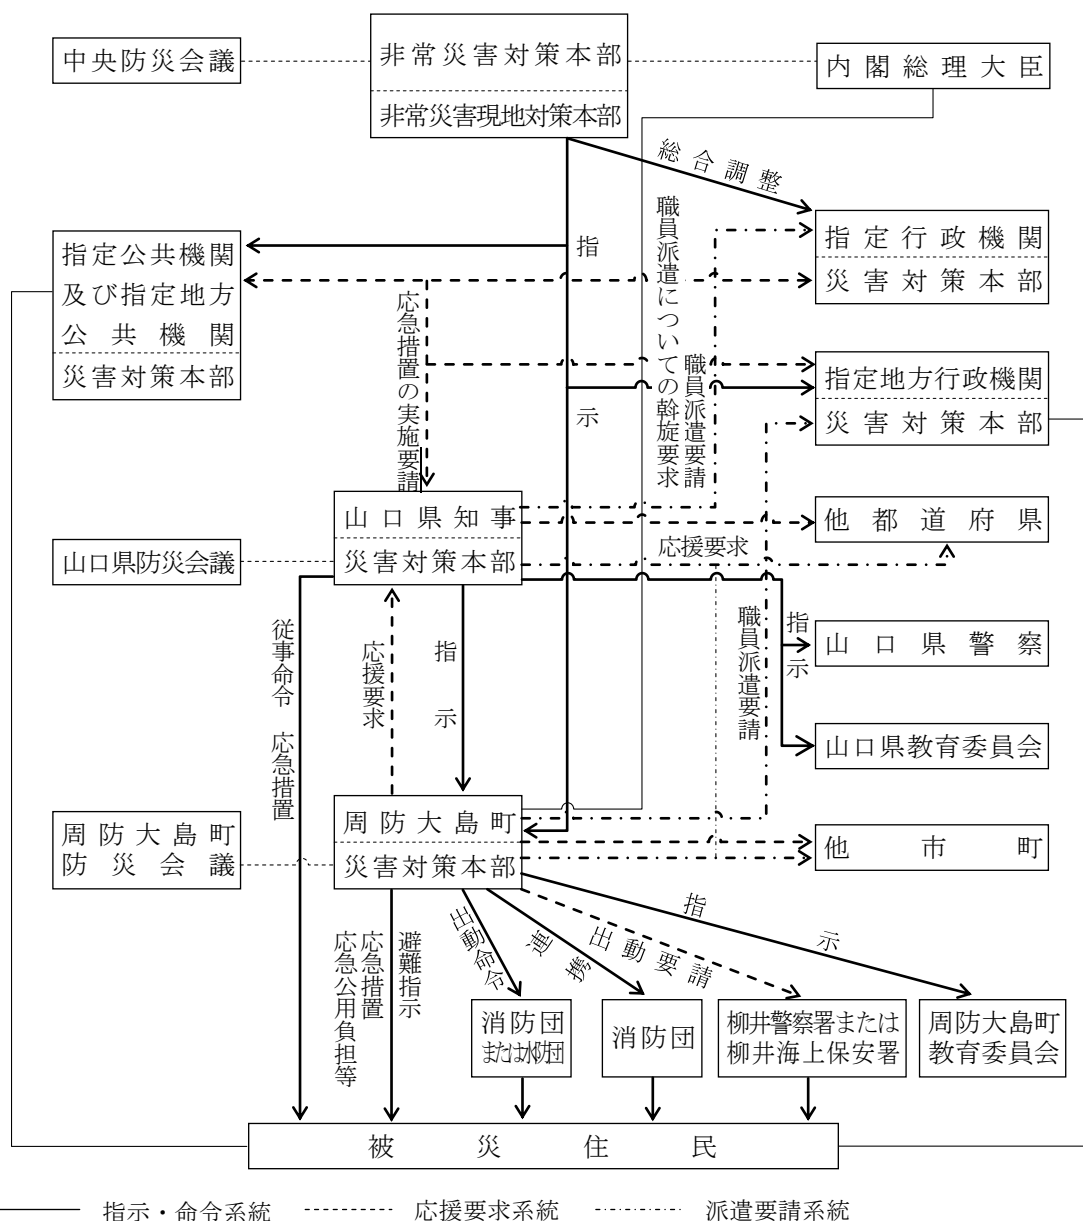 中央防災会議
非常災害対策本部
非常災害現地対策本部
内閣総理大臣
総合調整
指定公共機関
及び指定地方
公共機関
災害対策本部
指示
指定行政機関
災害対策本部
応急措置の実施要請
職員派遣についての斡旋要求
職員派遣要請
指定地方行政機関
災害対策本部
山口県知事
災害対策本部
山口県防災会議
他都道府県
応援要求
従事命令 応急措置
応援要求
指示
職員派遣要請
指示
山口県警察
山口県教育委員会
周防大島町
防災会議
周防大島町
災害対策本部
他市町
応急公用負担等
応急措置
避難指示
出動命令
連携
出動要請
指示
消防団
または水防団
消防団
柳井警察署または
柳井海上保安署
周防大島町
教育委員会
被災住民
指示・命令系統
応援要求系統
派遣要請系統